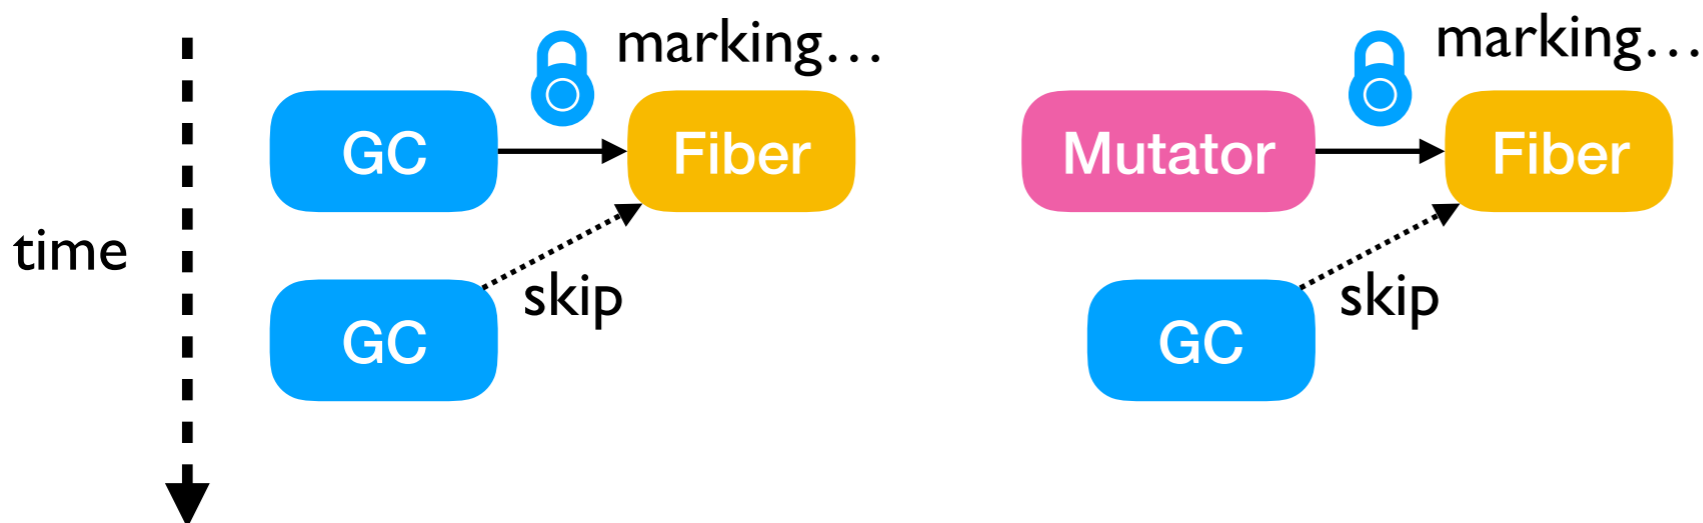 marking…
marking…
GC
Fiber
Mutator
Fiber
time
skip
skip
GC
GC